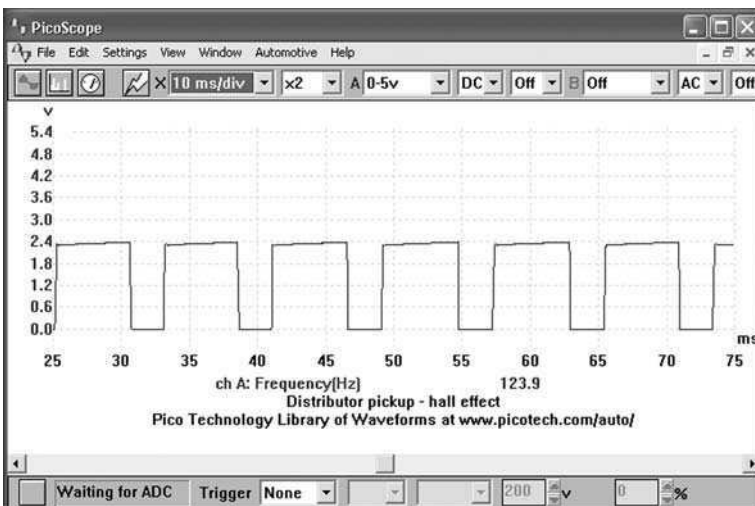 PicoScope
File Edit Settings View Window Automotive Help
X 10 ms/div x2 A 0-5v DC Off B Off AC Off
v
5.4
4.8
4.2
3.6
3.0
2.4
1.8
1.2
0.6
0.0
ms
25 30 35 40 45 50 55 60 65 70 75
ch A: Frequency(Hz) 123.9
Distributor pickup - hall effect
Pico Technology Library of Waveforms at www.picotech.com/auto/
Waiting for ADC Trigger None 200 v 0 %